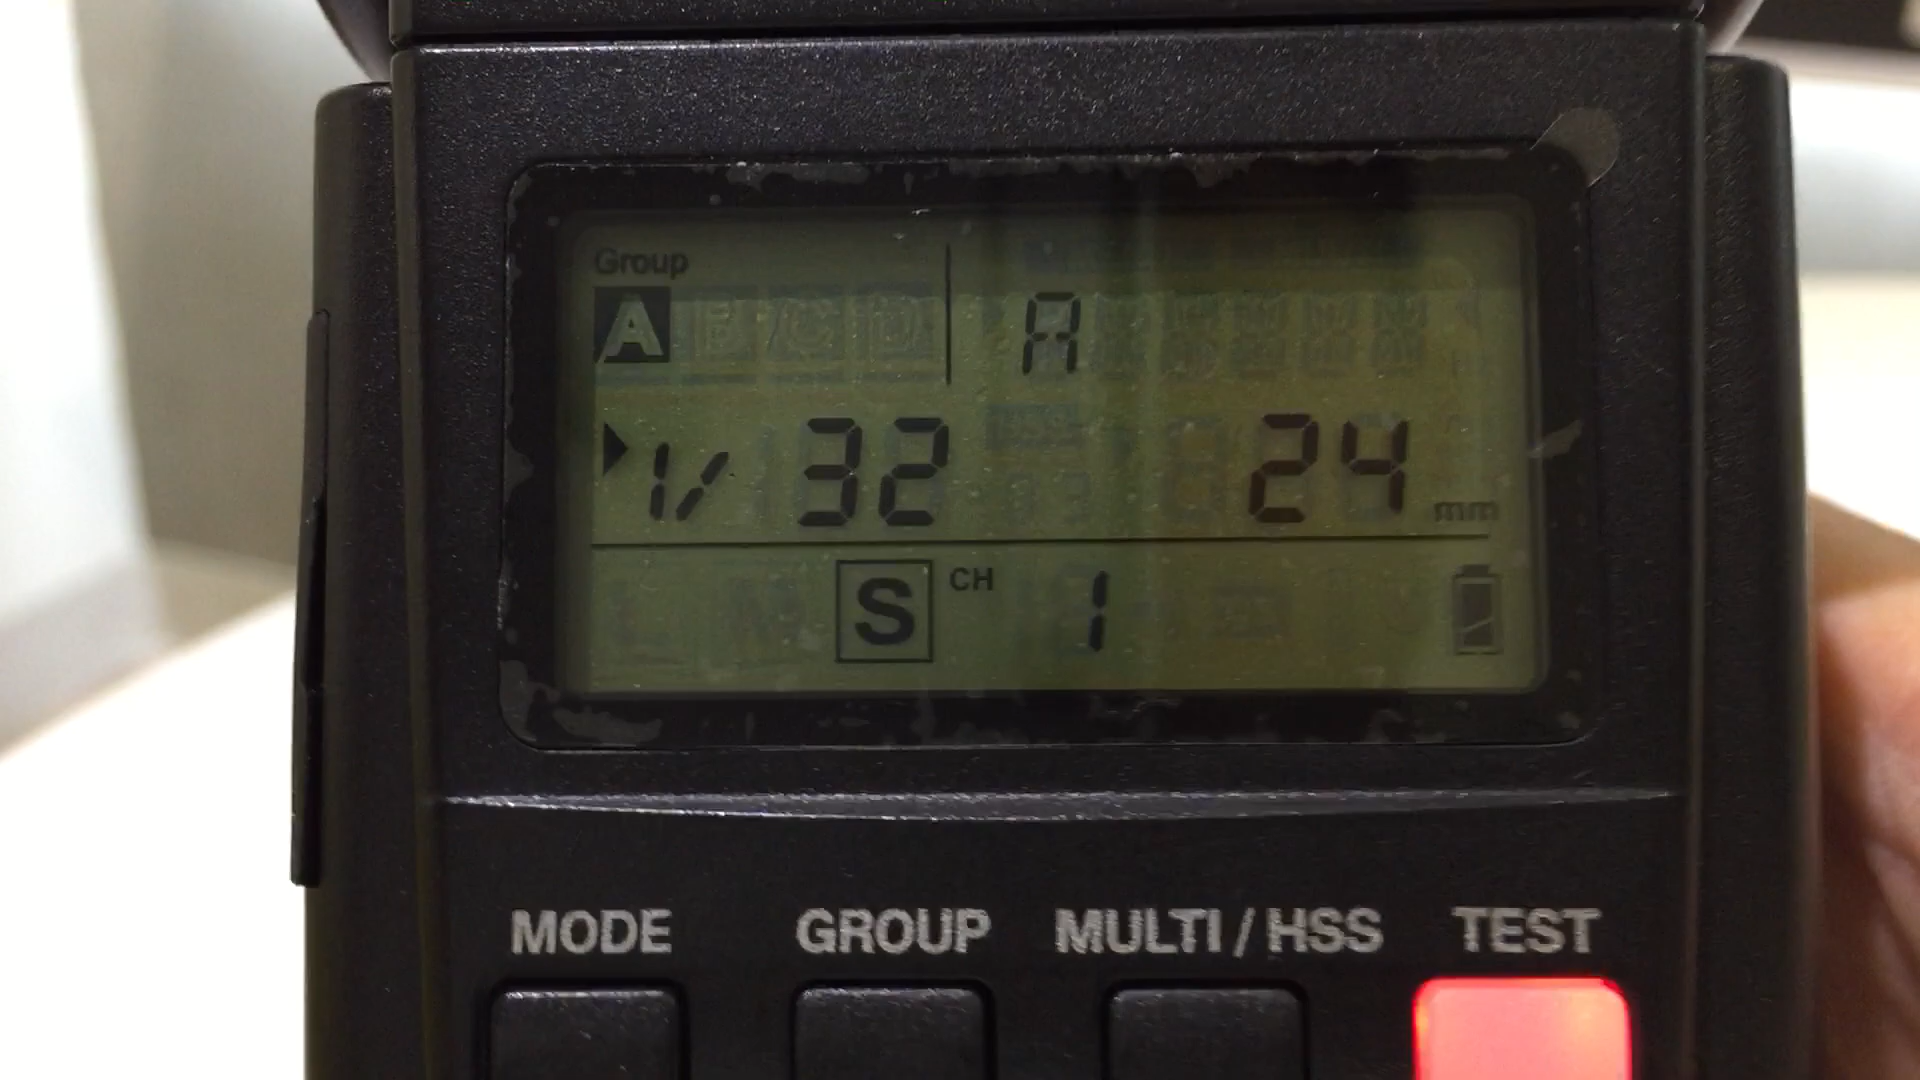 Group
A B C D A
1/32 24 mm
S CH 1
MODE GROUP MULTI / HSS TEST